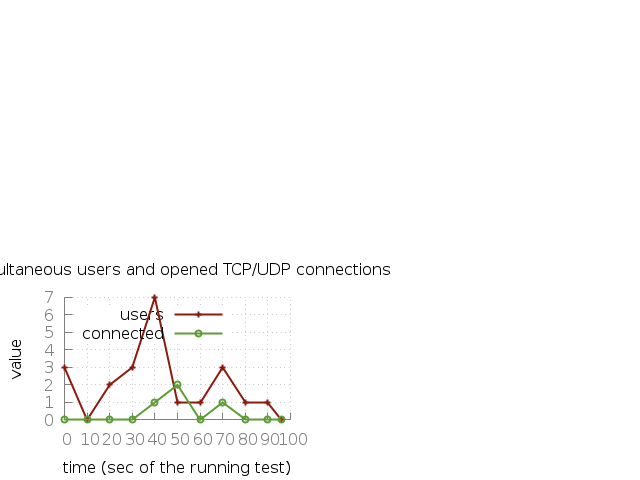 ultaneous users and opened TCP/UDP connections
7
6
5
4
3
2
1
0
users
connected
value
0 10 20 30 40 50 60 70 80 90 100
time (sec of the running test)